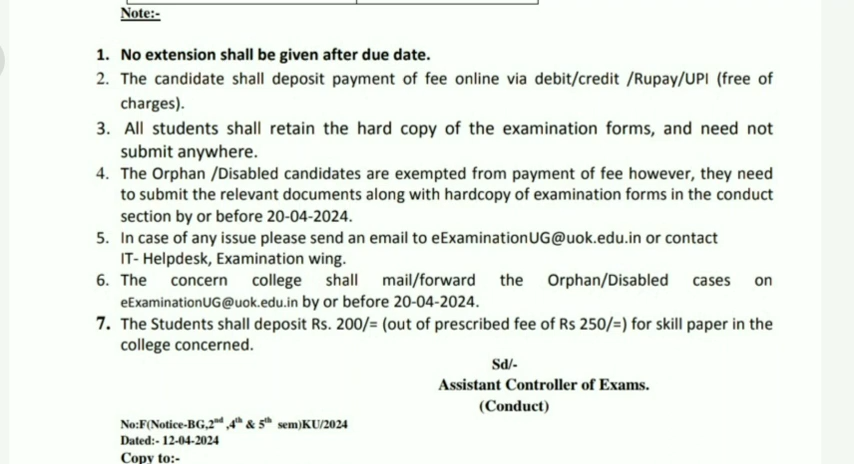 Note:-
1. No extension shall be given after due date.
2. The candidate shall deposit payment of fee online via debit/credit /Rupay/UPI (free of
charges).
3. All students shall retain the hard copy of the examination forms, and need not
submit anywhere.
4. The Orphan /Disabled candidates are exempted from payment of fee however, they need
to submit the relevant documents along with hardcopy of examination forms in the conduct
section by or before 20-04-2024.
5. In case of any issue please send an email to eExaminationUG@uok.edu.in or contact
IT- Helpdesk, Examination wing.
6. The concern college shall mail/forward the Orphan/Disabled cases on
eExaminationUG@uok.edu.in by or before 20-04-2024.
7. The Students shall deposit Rs. 200/= (out of prescribed fee of Rs 250/=) for skill paper in the
college concerned.
Sd/-
Assistant Controller of Exams.
(Conduct)
No:F(Notice-BG,2nd ,4th & 5th sem)KU/2024
Dated:- 12-04-2024
Copy to:-